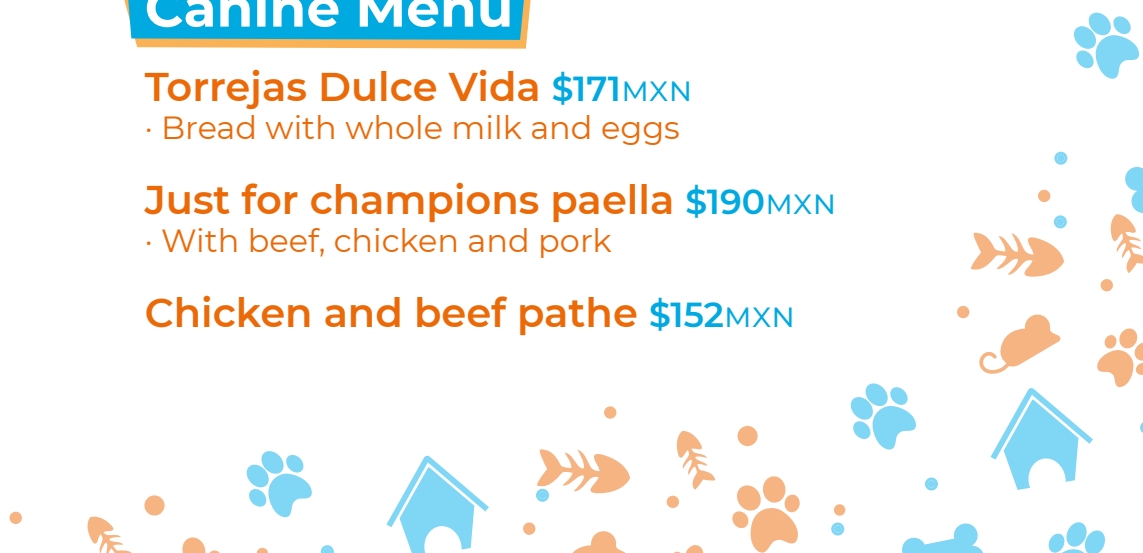 Canine Menu
Torrejas Dulce Vida $171MXN
· Bread with whole milk and eggs
Just for champions paella $190MXN
· With beef, chicken and pork
Chicken and beef pathe $152MXN